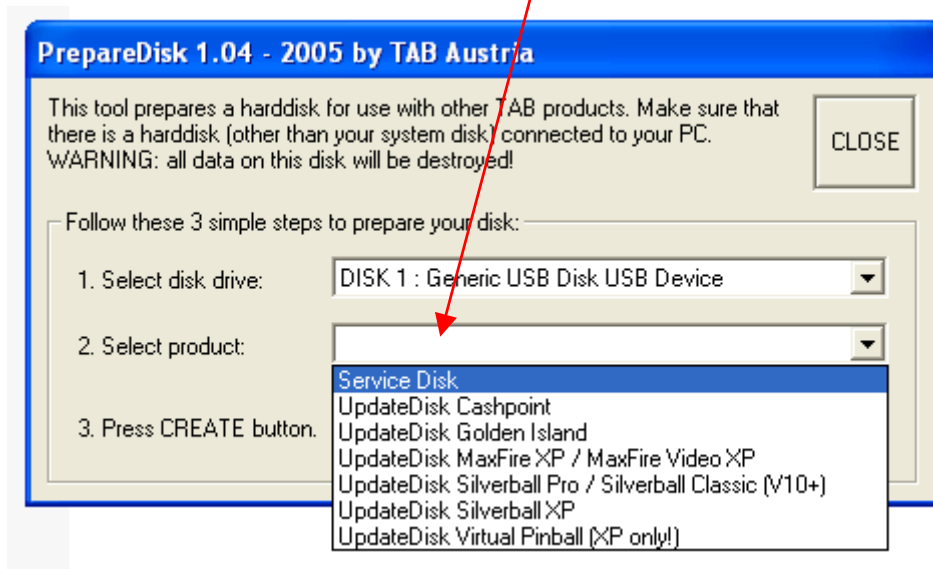 PrepareDisk 1.04 - 2005 by TAB Austria
This tool prepares a harddisk for use with other TAB products. Make sure that
there is a harddisk (other than your system disk) connected to your PC.
WARNING: all data on this disk will be destroyed!
CLOSE
Follow these 3 simple steps to prepare your disk:
1. Select disk drive:
DISK 1 : Generic USB Disk USB Device
2. Select product:
Service Disk
UpdateDisk Cashpoint
3. Press CREATE button.
UpdateDisk Golden Island
UpdateDisk MaxFire XP / MaxFire Video XP
UpdateDisk Silverball Pro / Silverball Classic (V10+)
UpdateDisk Silverball XP
UpdateDisk Virtual Pinball (XP only!)